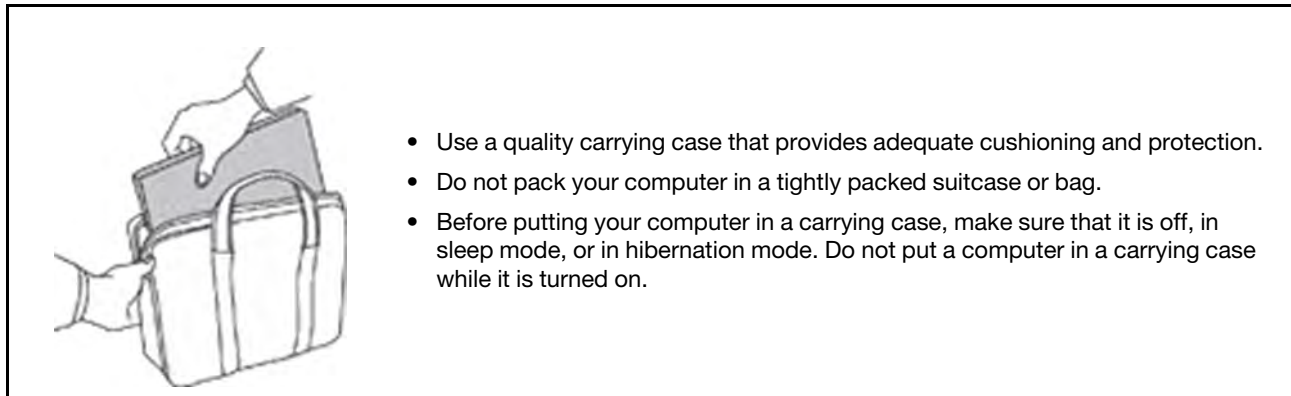 • Use a quality carrying case that provides adequate cushioning and protection.
• Do not pack your computer in a tightly packed suitcase or bag.
• Before putting your computer in a carrying case, make sure that it is off, in
sleep mode, or in hibernation mode. Do not put a computer in a carrying case
while it is turned on.